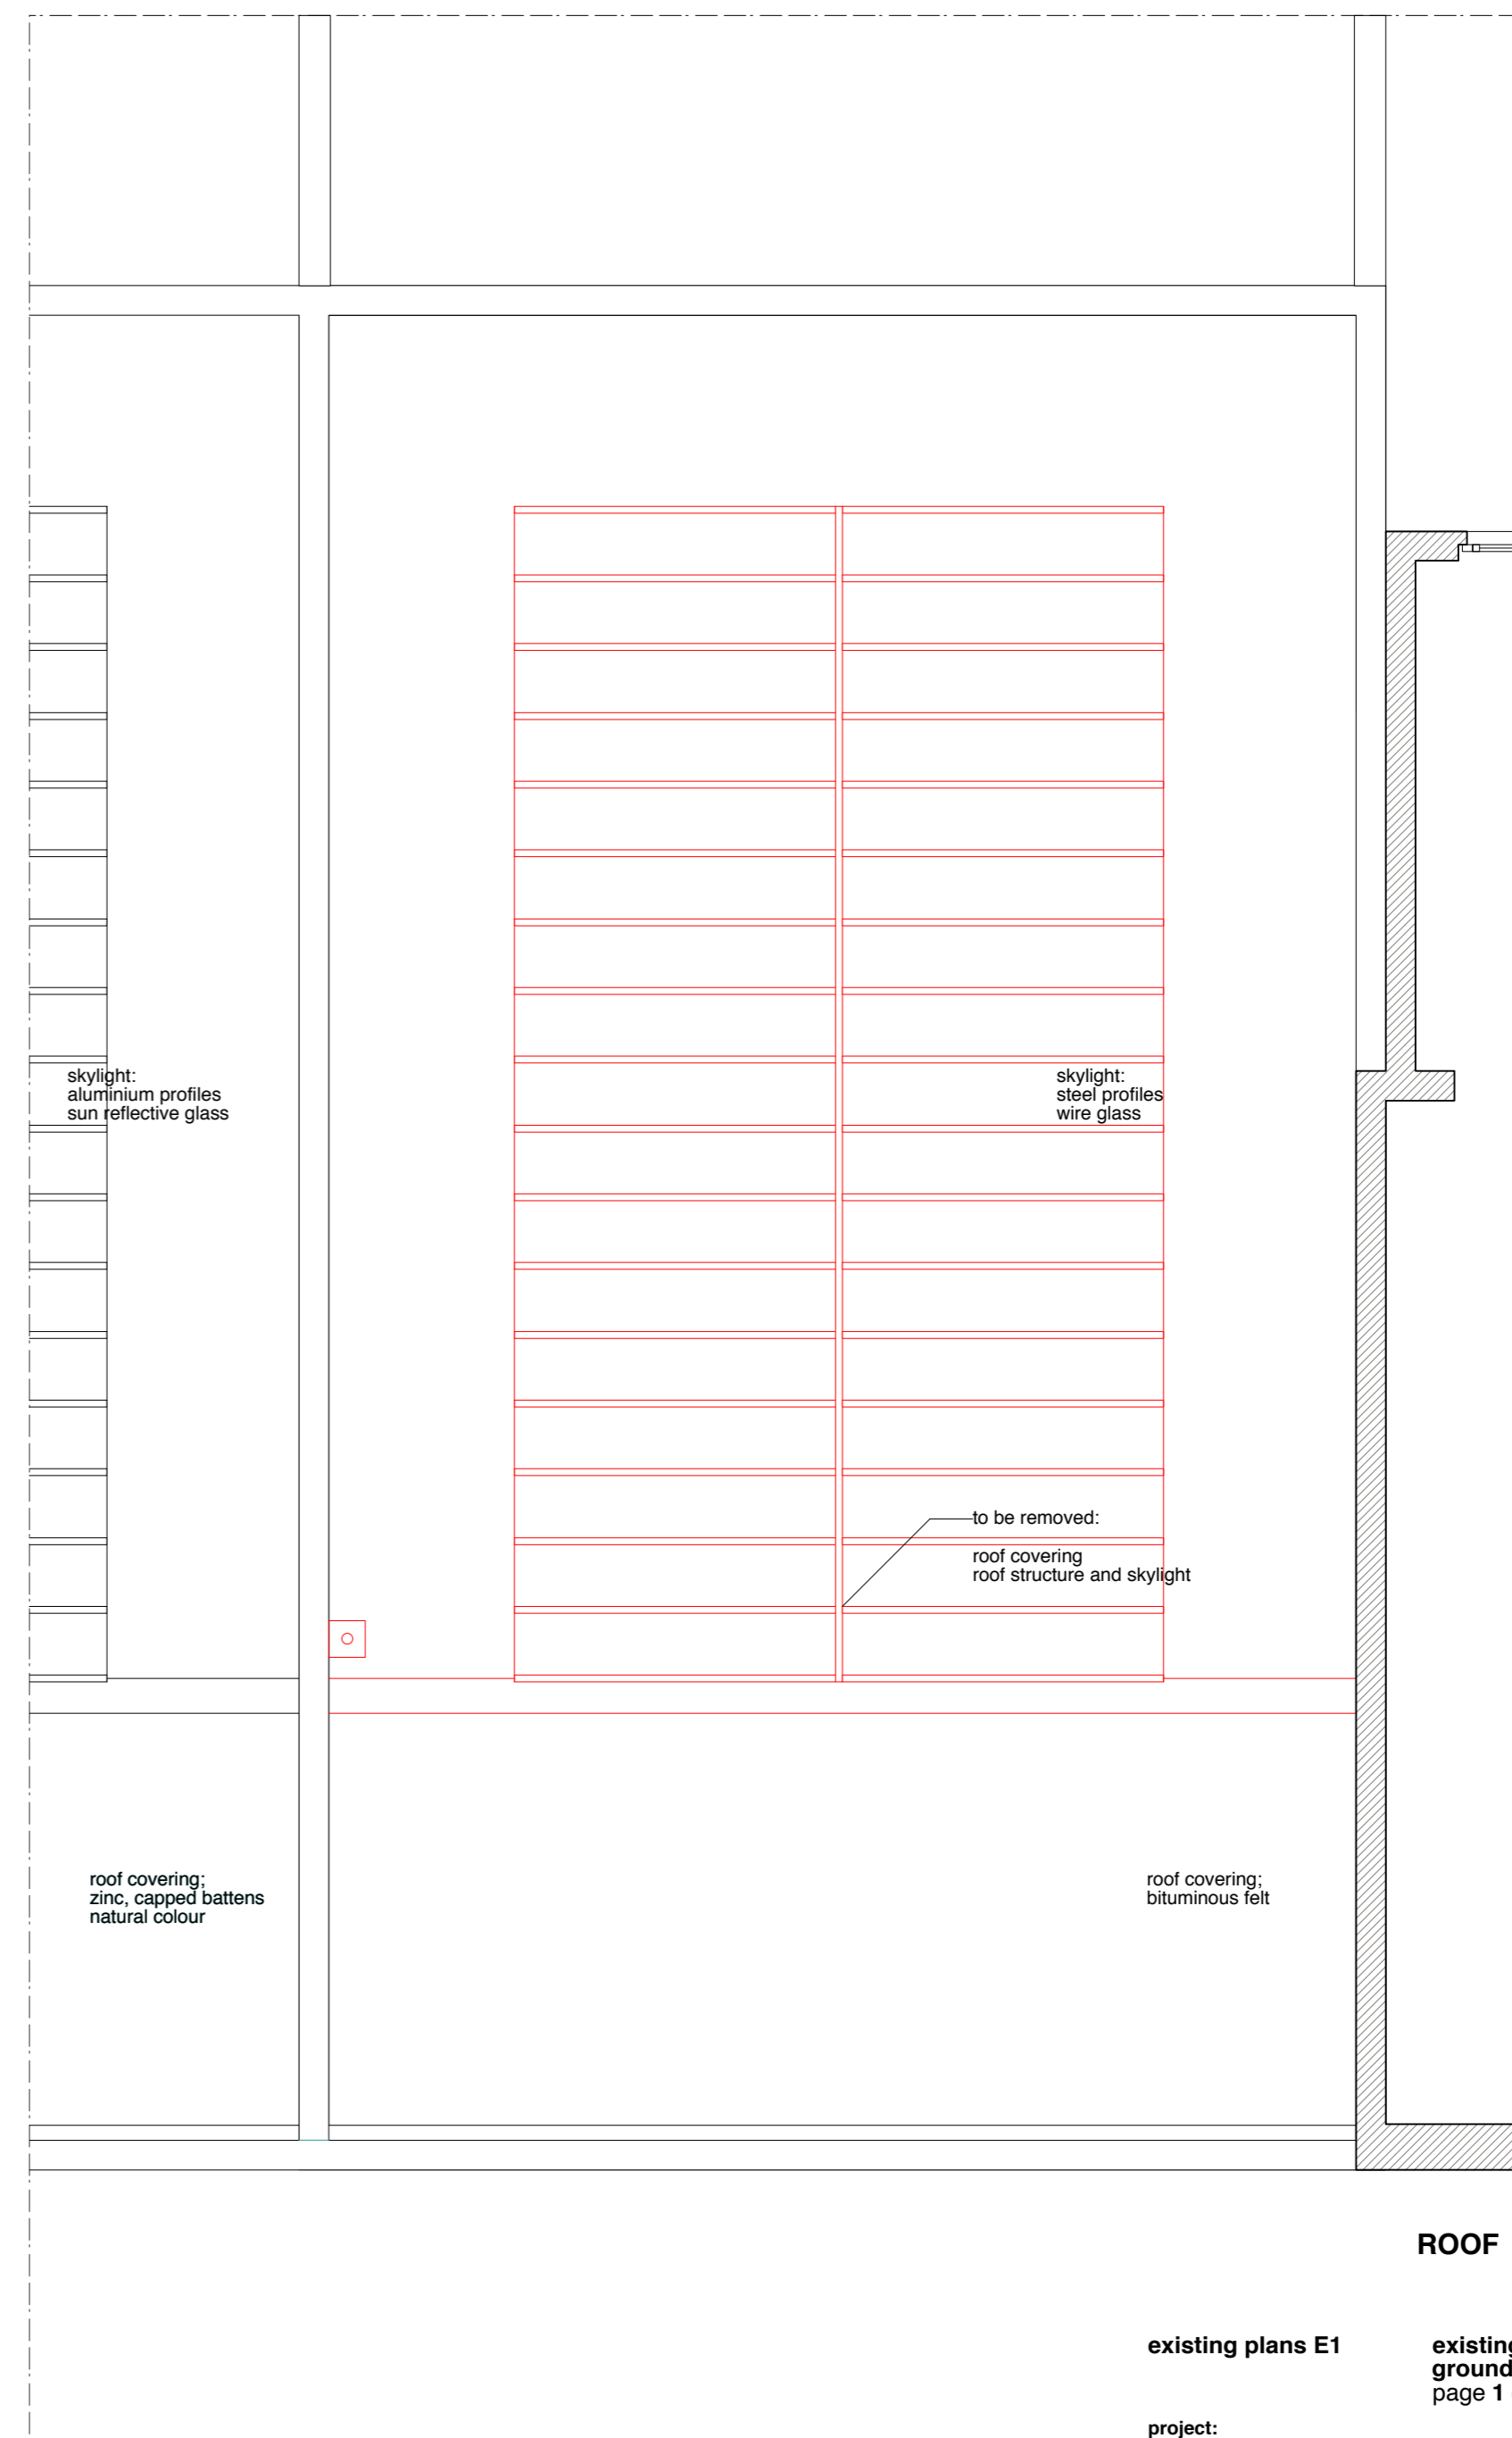 skylight:
aluminium profiles
sun reflective glass
skylight:
steel profiles
wire glass
to be removed:
roof covering
roof structure and skylight
roof covering;
zinc, capped battens
natural colour
roof covering;
bituminous felt
ROOF
existing plans E1
existing
ground
page 1
project: